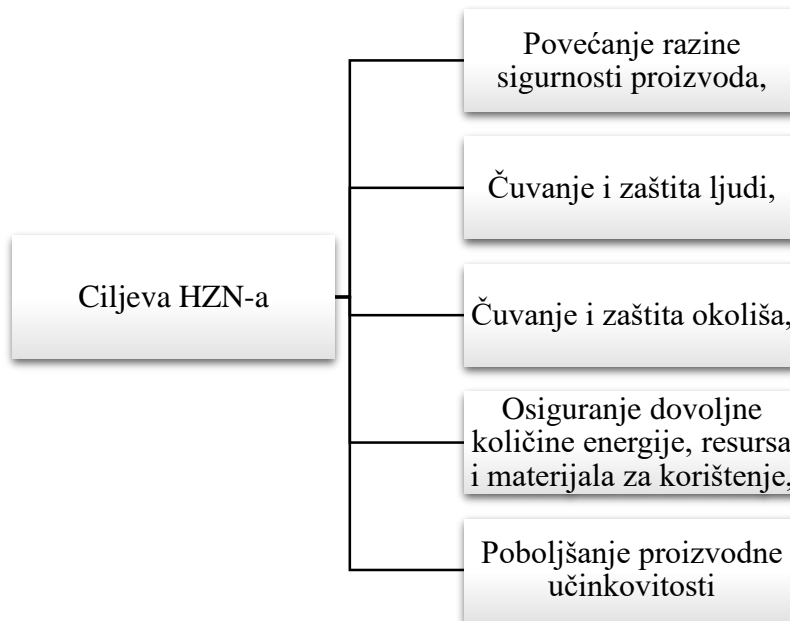 Povećanje razine
sigurnosti proizvoda,
Čuvanje i zaštita ljudi,
Ciljeva HZN-a
Čuvanje i zaštita okoliša,
Osiguranje dovoljne
količine energije, resursa
i materijala za korištenje,
Poboljšanje proizvodne
učinkovitosti